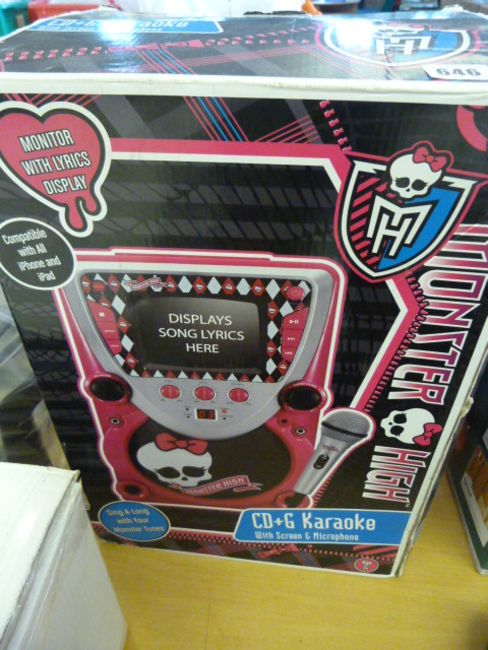 CD+G Karaoke
646
MONITOR
WITH LYRICS
DISPLAY
Compatible
with All
iPhone and
iPad
DISPLAYS
SONG LYRICS
HERE
MONSTER HIGH
MONSTER HIGH
Sing-A-Long
with Your
Monster Tunes
CD+G Karaoke
With Screen & Microphone